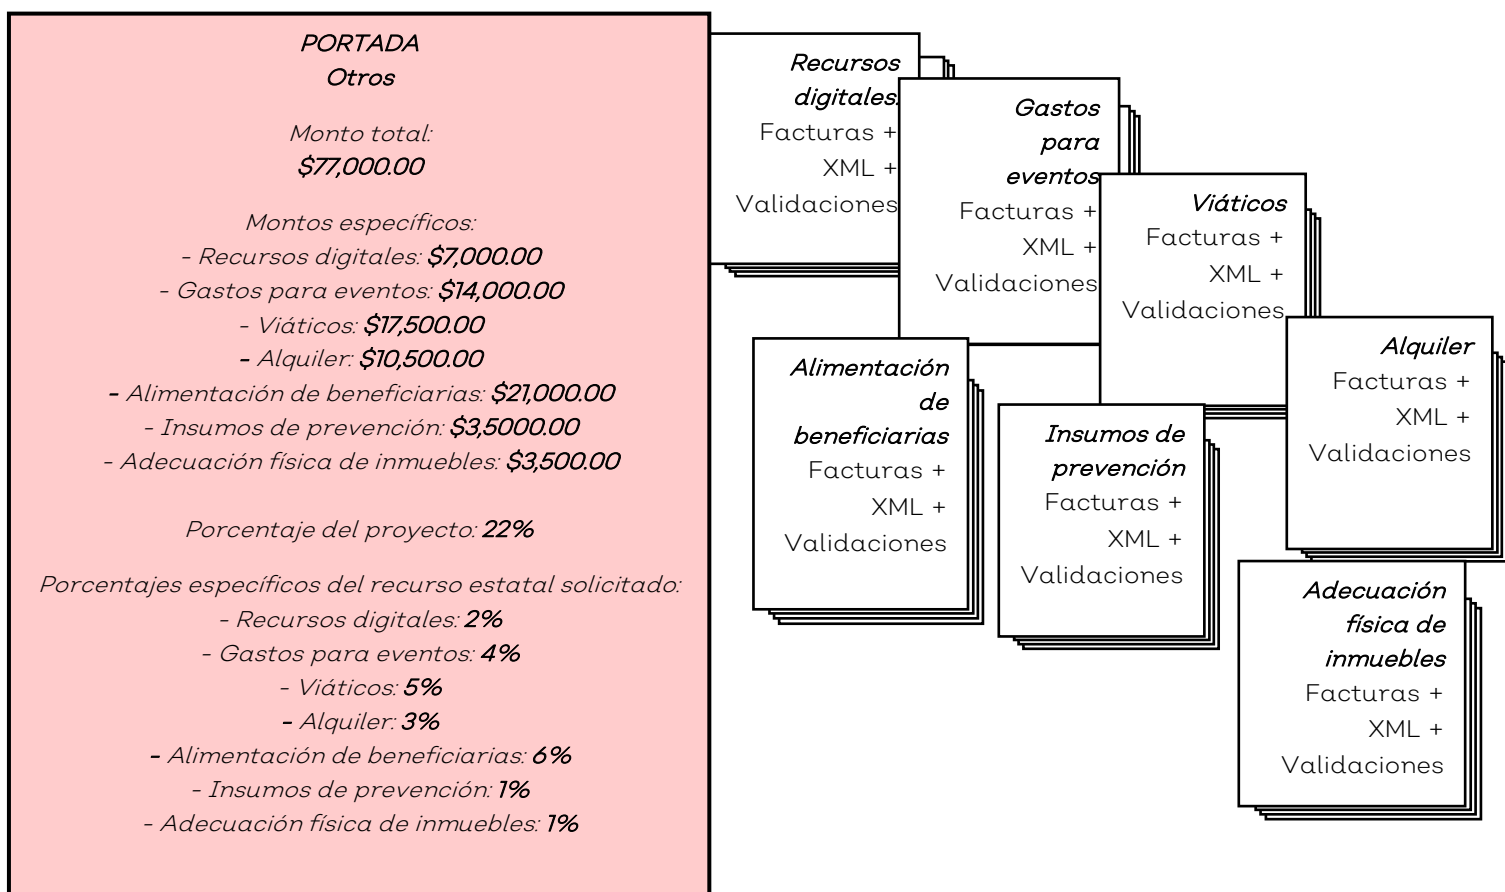 PORTADA
Otros
Monto total:
$77,000.00
Montos específicos:
- Recursos digitales: $7,000.00
- Gastos para eventos: $14,000.00
- Viáticos: $17,500.00
- Alquiler: $10,500.00
- Alimentación de beneficiarias: $21,000.00
- Insumos de prevención: $3,5000.00
- Adecuación física de inmuebles: $3,500.00
Porcentaje del proyecto: 22%
Porcentajes específicos del recurso estatal solicitado:
- Recursos digitales: 2%
- Gastos para eventos: 4%
- Viáticos: 5%
- Alquiler: 3%
- Alimentación de beneficiarias: 6%
- Insumos de prevención: 1%
- Adecuación física de inmuebles: 1%
Recursos
digitales.
Facturas +
XML +
Validaciones
Gastos
para
eventos
Facturas +
XML +
Validaciones
Viáticos
Facturas +
XML +
Validaciones
Alquiler
Facturas +
XML +
Validaciones
Alimentación
de
beneficiarias
Facturas +
XML +
Validaciones
Insumos de
prevención
Facturas +
XML +
Validaciones
Adecuación
física de
inmuebles
Facturas +
XML +
Validaciones